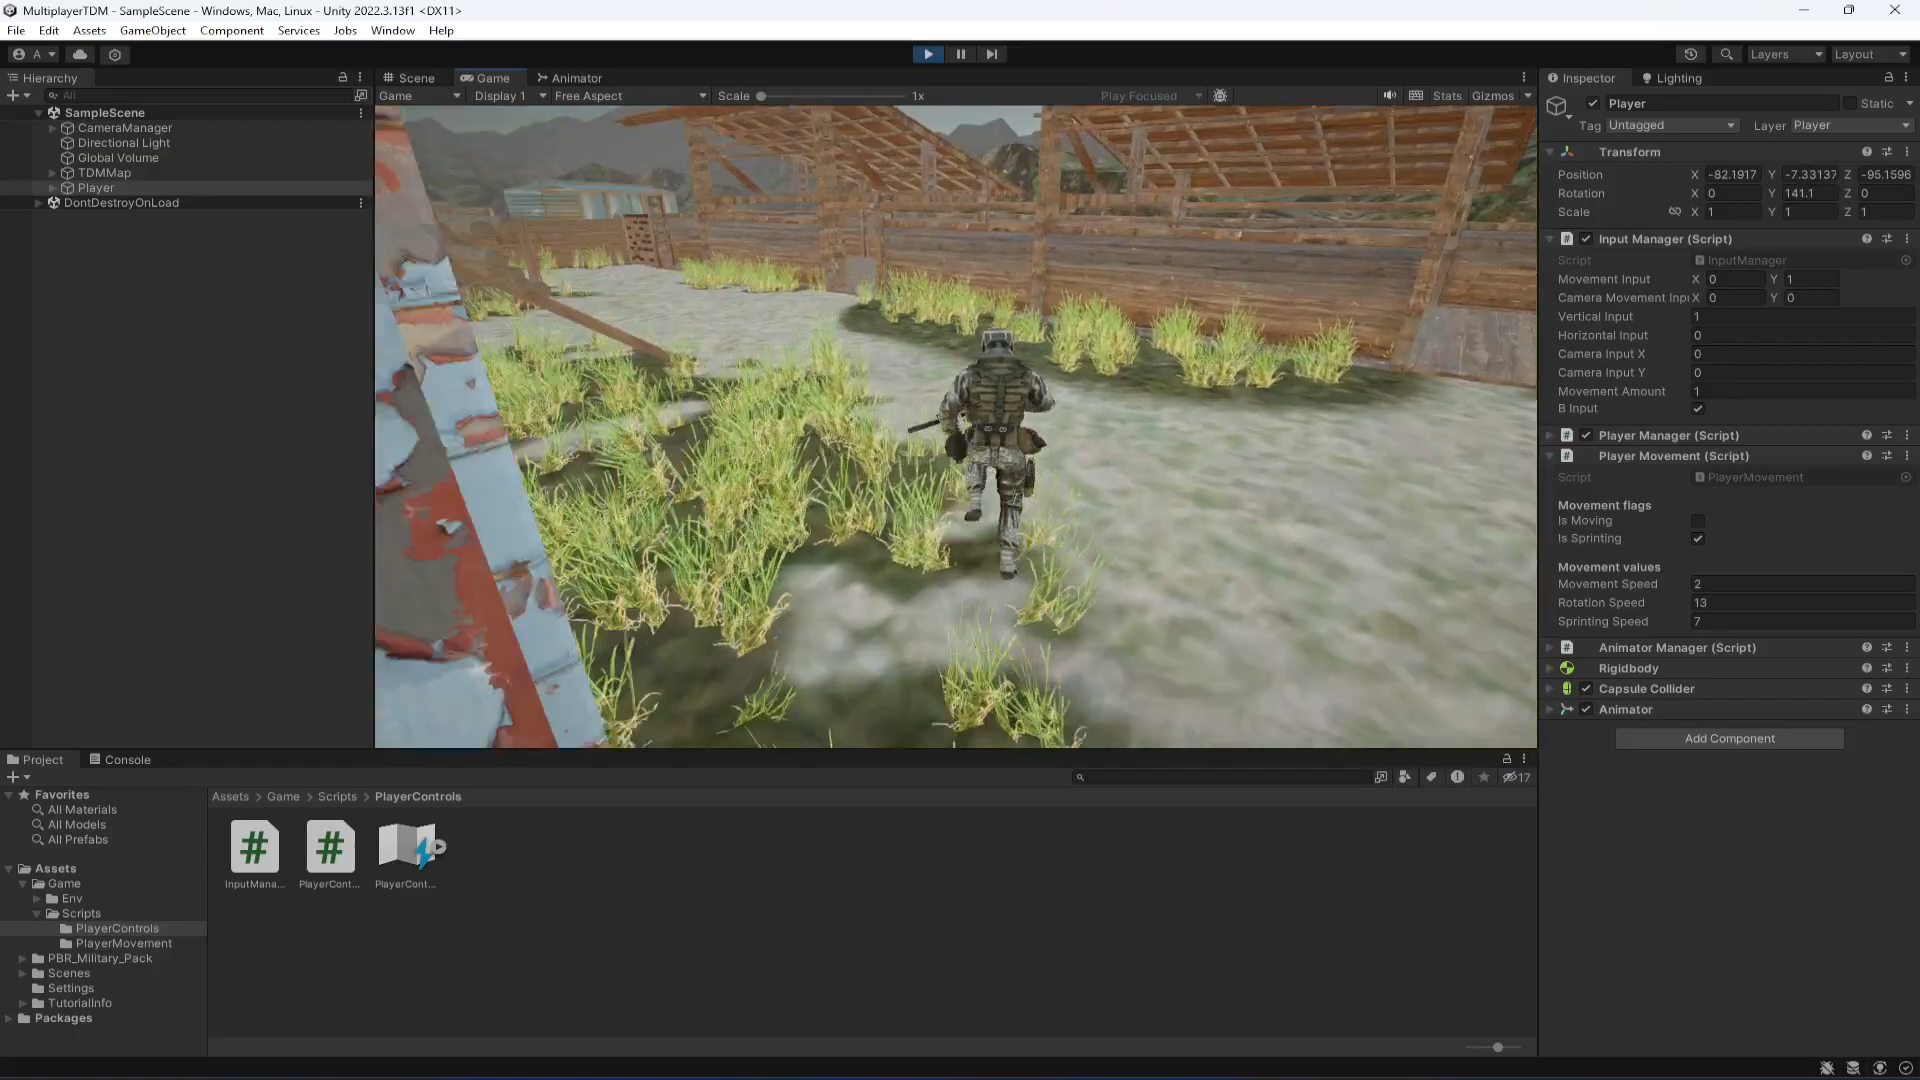 MultiplayerTDM - SampleScene - Windows, Mac, Linux - Unity 2022.3.13f1 <DX11>
File Edit Assets GameObject Component Services Jobs Window Help
A Layers Layout
Hierarchy
All
SampleScene
CameraManager
Directional Light
Global Volume
TDMMap
Player
DontDestroyOnLoad
Scene Game Animator
Game Display 1 Free Aspect Scale 1x Play Focused Stats Gizmos
Inspector Lighting
Player Static
Tag Untagged Layer Player
Transform
Position X -82.1917 Y -7.33137 Z -95.1596
Rotation X 0 Y 141.1 Z 0
Scale X 1 Y 1 Z 1
Input Manager (Script)
Script InputManager
Movement Input X 0 Y 1
Camera Movement Inpu X 0 Y 0
Vertical Input 1
Horizontal Input 0
Camera Input X 0
Camera Input Y 0
Movement Amount 1
B Input
Player Manager (Script)
Player Movement (Script)
Script PlayerMovement
Movement flags
Is Moving
Is Sprinting
Movement values
Movement Speed 2
Rotation Speed 13
Sprinting Speed 7
Animator Manager (Script)
Rigidbody
Capsule Collider
Animator
Add Component
Project Console
17
Favorites
All Materials
All Models
All Prefabs
Assets
Game
Env
Scripts
PlayerControls
PlayerMovement
PBR_Military_Pack
Scenes
Settings
TutorialInfo
Packages
Assets > Game > Scripts > PlayerControls
InputMana... PlayerCont... PlayerCont...